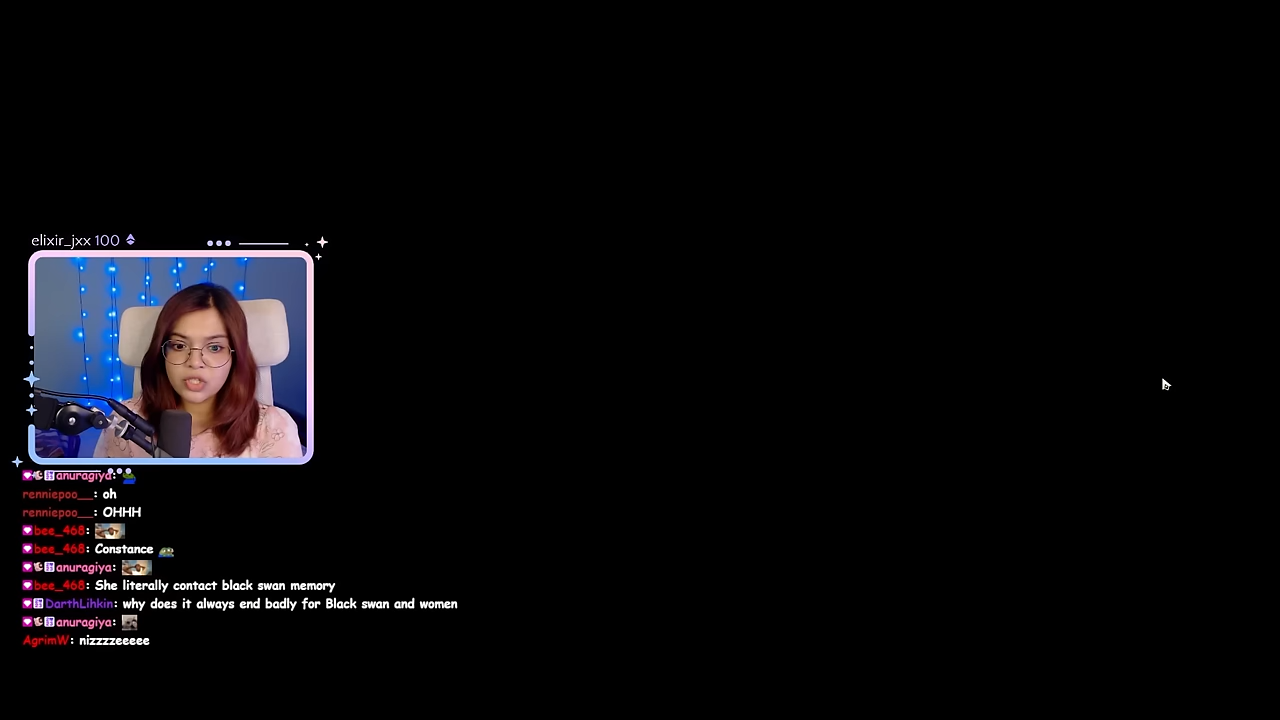 elixir_jxx 100
anuragiya:
renniepoo__: oh
renniepoo__: OHHH
bee_468:
bee_468: Constance
anuragiya:
bee_468: She literally contact black swan memory
DarthLihkin: why does it always end badly for Black swan and women
anuragiya:
AgrimW: nizzzzeeeee